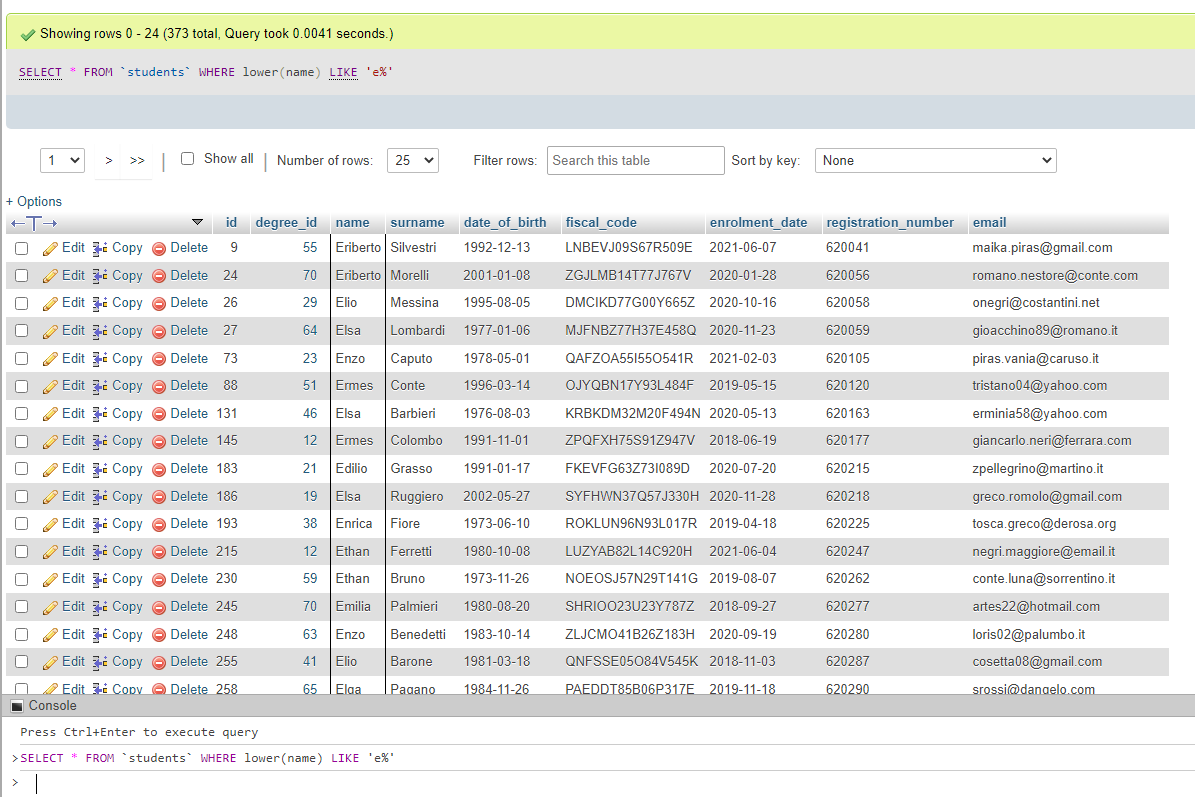 Showing rows 0 - 24 (373 total, Query took 0.0041 seconds.)
SELECT * FROM `students` WHERE lower(name) LIKE 'e%'
1 > >> | Show all | Number of rows: 25 Filter rows: Search this table Sort by key: None
+ Options
←T→ id degree_id name surname date_of_birth fiscal_code enrolment_date registration_number email
Edit Copy Delete 9 55 Eriberto Silvestri 1992-12-13 LNBEVJ09S67R509E 2021-06-07 620041 maika.piras@gmail.com
Edit Copy Delete 24 70 Eriberto Morelli 2001-01-08 ZGJLMB14T77J767V 2020-01-28 620056 romano.nestore@conte.com
Edit Copy Delete 26 29 Elio Messina 1995-08-05 DMCIKD77G00Y665Z 2020-10-16 620058 onegri@costantini.net
Edit Copy Delete 27 64 Elsa Lombardi 1977-01-06 MJFNBZ77H37E458Q 2020-11-23 620059 gioacchino89@romano.it
Edit Copy Delete 73 23 Enzo Caputo 1978-05-01 QAFZOA55I55O541R 2021-02-03 620105 piras.vania@caruso.it
Edit Copy Delete 88 51 Ermes Conte 1996-03-14 OJYQBN17Y93L484F 2019-05-15 620120 tristano04@yahoo.com
Edit Copy Delete 131 46 Elsa Barbieri 1976-08-03 KRBKDM32M20F494N 2020-05-13 620163 erminia58@yahoo.com
Edit Copy Delete 145 12 Ermes Colombo 1991-11-01 ZPQFXH75S91Z947V 2018-06-19 620177 giancarlo.neri@ferrara.com
Edit Copy Delete 183 21 Edilio Grasso 1991-01-17 FKEVFG63Z73I089D 2020-07-20 620215 zpellegrino@martino.it
Edit Copy Delete 186 19 Elsa Ruggiero 2002-05-27 SYFHWN37Q57J330H 2020-11-28 620218 greco.romolo@gmail.com
Edit Copy Delete 193 38 Enrica Fiore 1973-06-10 ROKLUN96N93L017R 2019-04-18 620225 tosca.greco@derosa.org
Edit Copy Delete 215 12 Ethan Ferretti 1980-10-08 LUZYAB82L14C920H 2021-06-04 620247 negri.maggiore@email.it
Edit Copy Delete 230 59 Ethan Bruno 1973-11-26 NOEOSJ57N29T141G 2019-08-07 620262 conte.luna@sorrentino.it
Edit Copy Delete 245 70 Emilia Palmieri 1980-08-20 SHRIOO23U23Y787Z 2018-09-27 620277 artes22@hotmail.com
Edit Copy Delete 248 63 Enzo Benedetti 1983-10-14 ZLJCMO41B26Z183H 2020-09-19 620280 loris02@palumbo.it
Edit Copy Delete 255 41 Elio Barone 1981-03-18 QNFSSE05O84V545K 2018-11-03 620287 cosetta08@gmail.com
Edit Copy Delete 258 65 Elga Pagano 1984-11-26 PAEDDT85B06P317E 2019-11-18 620290 srossi@dangelo.com
Console
Press Ctrl+Enter to execute query
>SELECT * FROM `students` WHERE lower(name) LIKE 'e%'
>